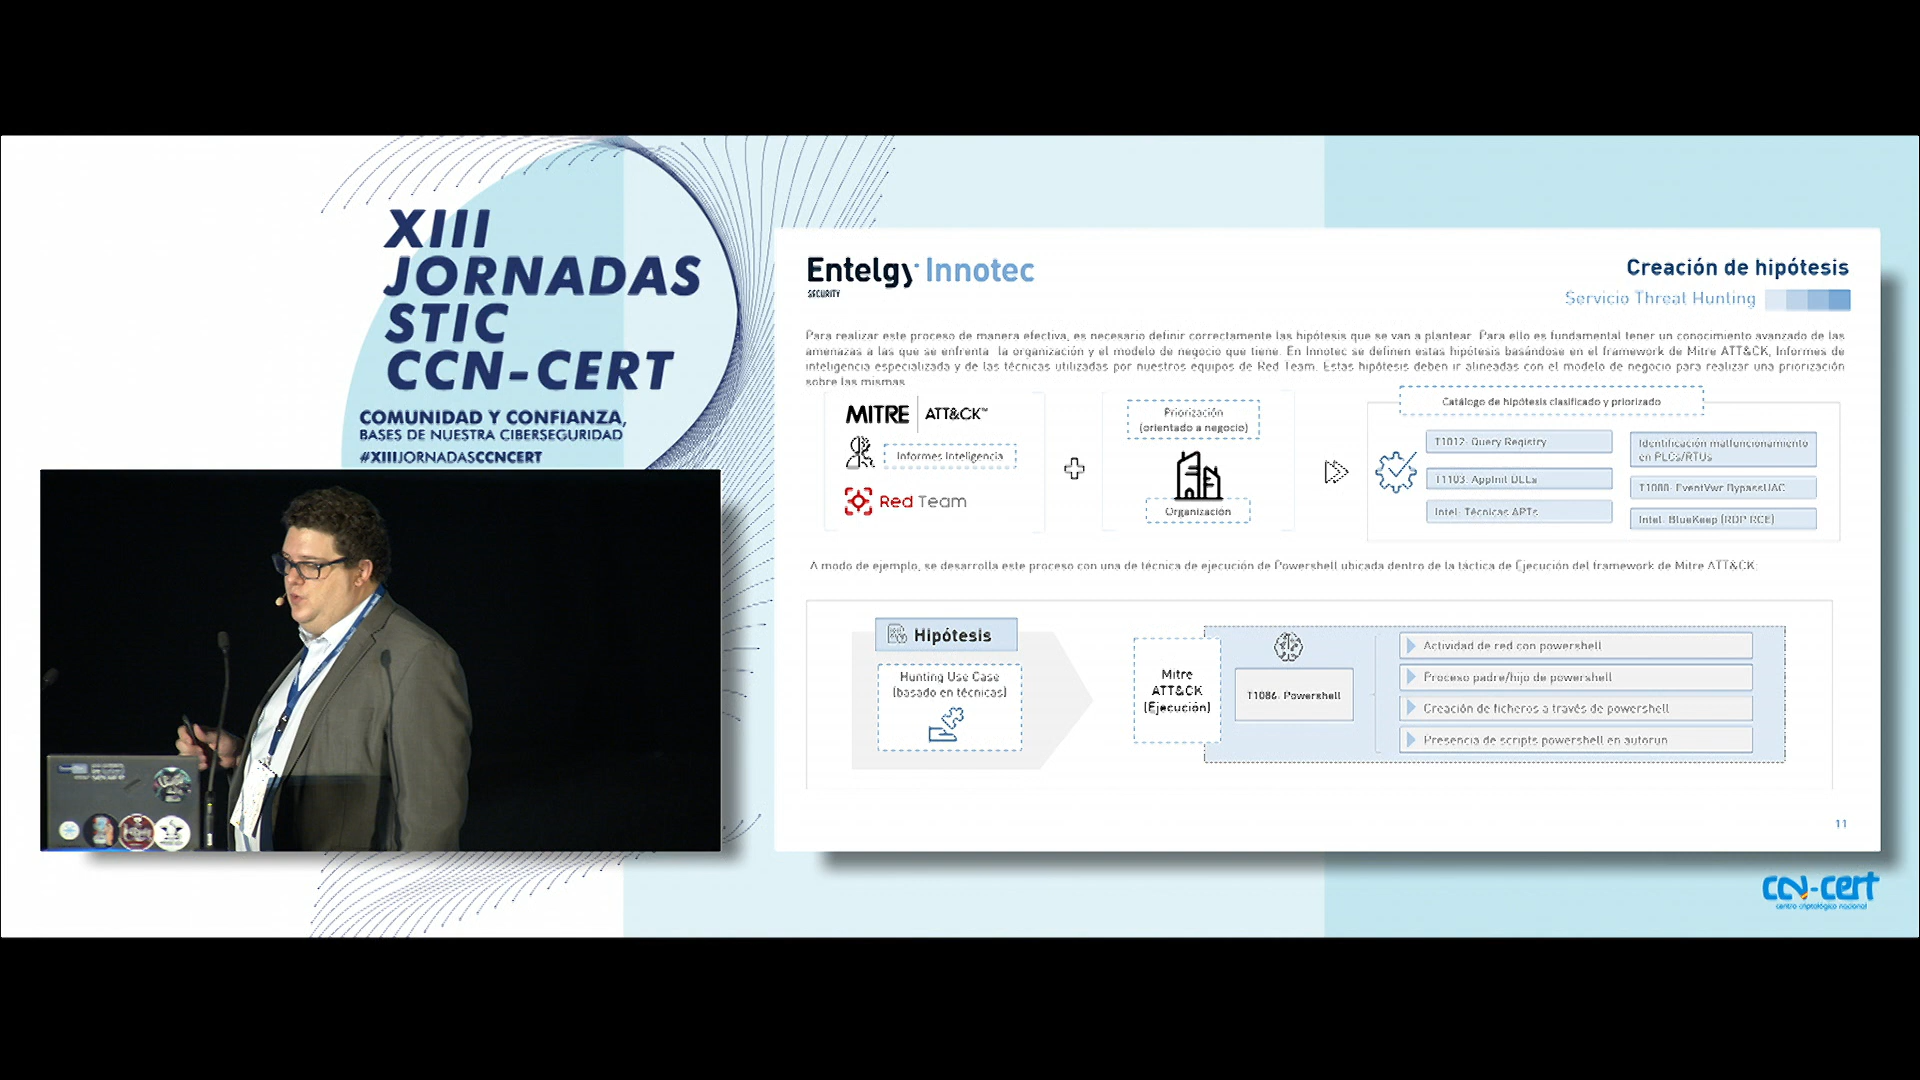 XIII
JORNADAS
STIC
CCN-CERT
COMUNIDAD Y CONFIANZA,
BASES DE NUESTRA CIBERSEGURIDAD
#XIIIJORNADASCCNCERT
Entelgy Innotec
SECURITY
Creación de hipótesis
Servicio Threat Hunting
Para realizar este proceso de manera efectiva, es necesario definir correctamente las hipótesis que se van a plantear. Para ello es fundamental tener un conocimiento avanzado de las
amenazas a las que se enfrenta la organización y el modelo de negocio que tiene. En Innotec se definen estas hipótesis basándose en el framework de Mitre ATT&CK, Informes de
inteligencia especializada y de las técnicas utilizadas por nuestros equipos de Red Team. Estas hipótesis deben ir alineadas con el modelo de negocio para realizar una priorización
sobre las mismas.
MITRE ATT&CK™
Informes Inteligencia
Red Team
Priorización
(orientado a negocio)
Organización
Catálogo de hipótesis clasificado y priorizado
T1012- Query Registry
T1103: AppInit DLLs
Intel- Técnicas APTs
Identificación malfuncionamiento
en PLCs/RTUs
T1088- EventVwr BypassUAC
Intel- BlueKeep (RDP RCE)
A modo de ejemplo, se desarrolla este proceso con una de técnica de ejecución de Powershell ubicada dentro de la táctica de Ejecución del framework de Mitre ATT&CK:
Hipótesis
Hunting Use Case
(basado en técnicas)
Mitre
ATT&CK
(Ejecución)
T1086- Powershell
Actividad de red con powershell
Proceso padre/hijo de powershell
Creación de ficheros a través de powershell
Presencia de scripts powershell en autorun
11
ccn-cert
centro criptológico nacional